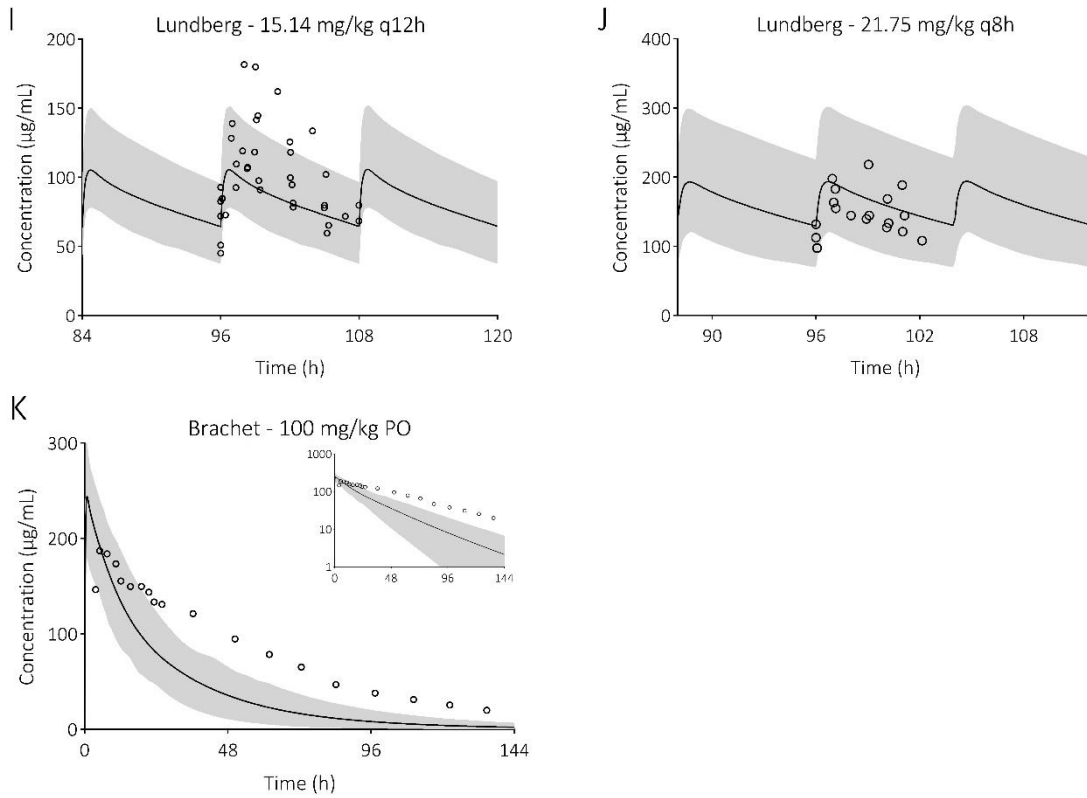 I
Lundberg - 15.14 mg/kg q12h
Concentration (µg/mL)
200
150
100
50
0
84
96
108
120
Time (h)
J
Lundberg - 21.75 mg/kg q8h
Concentration (µg/mL)
400
300
200
100
0
90
96
102
108
Time (h)
K
Brachet - 100 mg/kg PO
Concentration (µg/mL)
300
200
100
0
0
48
96
144
Time (h)
1000
100
10
1
0
48
96
144